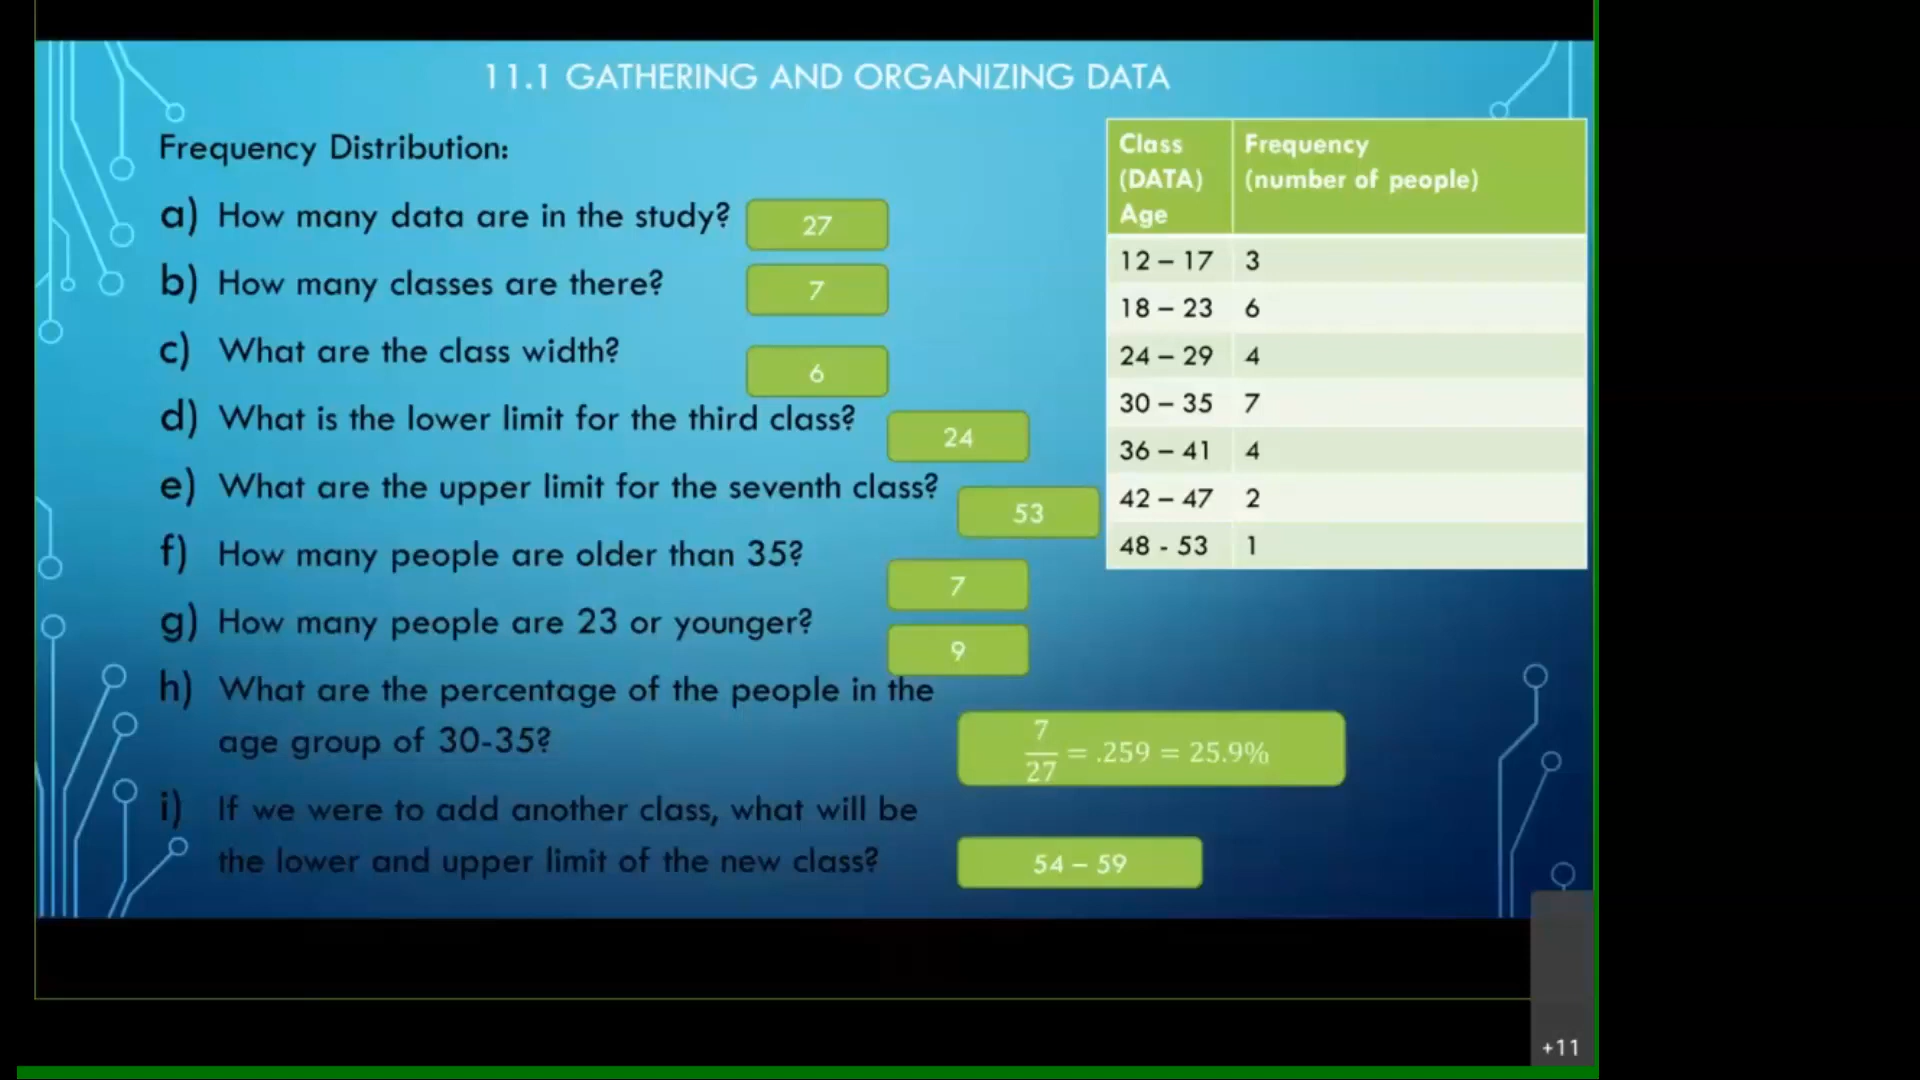 11.1 GATHERING AND ORGANIZING DATA
Frequency Distribution:
a) How many data are in the study? 27
b) How many classes are there? 7
c) What are the class width? 6
d) What is the lower limit for the third class? 24
e) What are the upper limit for the seventh class? 53
f) How many people are older than 35? 7
g) How many people are 23 or younger? 9
h) What are the percentage of the people in the
age group of 30-35?
7/27 = .259 = 25.9%
i) If we were to add another class, what will be
the lower and upper limit of the new class? 54 – 59
Class Frequency
(DATA) (number of people)
Age
12 – 17 3
18 – 23 6
24 – 29 4
30 – 35 7
36 – 41 4
42 – 47 2
48 - 53 1
+11